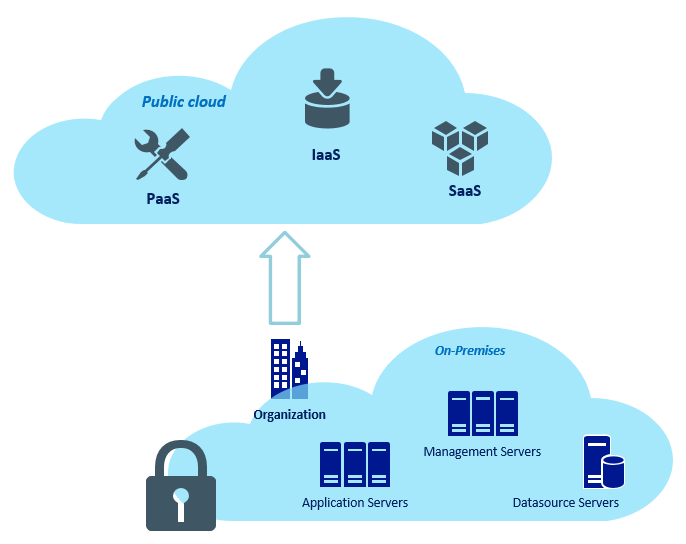 Public cloud
IaaS
PaaS
SaaS
On-Premises
Organization
Management Servers
Application Servers
Datasource Servers